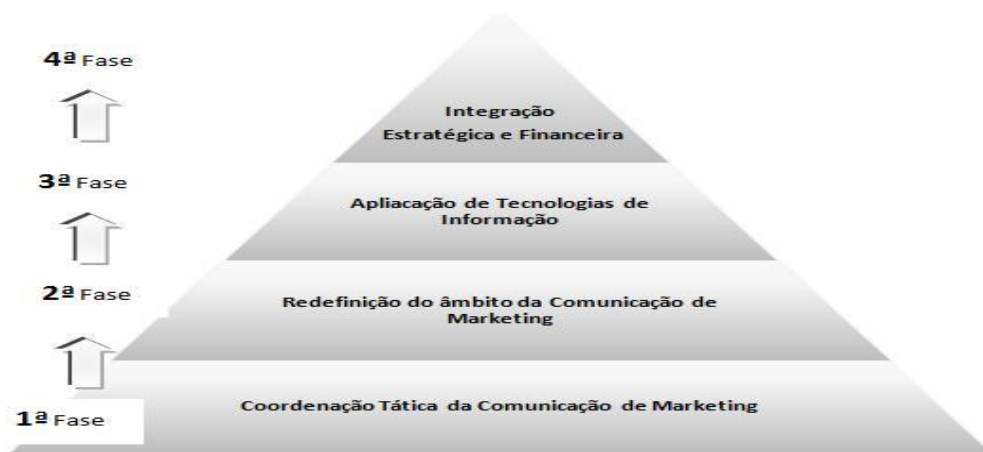 4ª Fase
Integração
Estratégica e Financeira
3ª Fase
Apliacação de Tecnologias de
Informação
2ª Fase
Redefinição do âmbito da Comunicação de
Marketing
Coordenação Tática da Comunicação de Marketing
1ª Fase